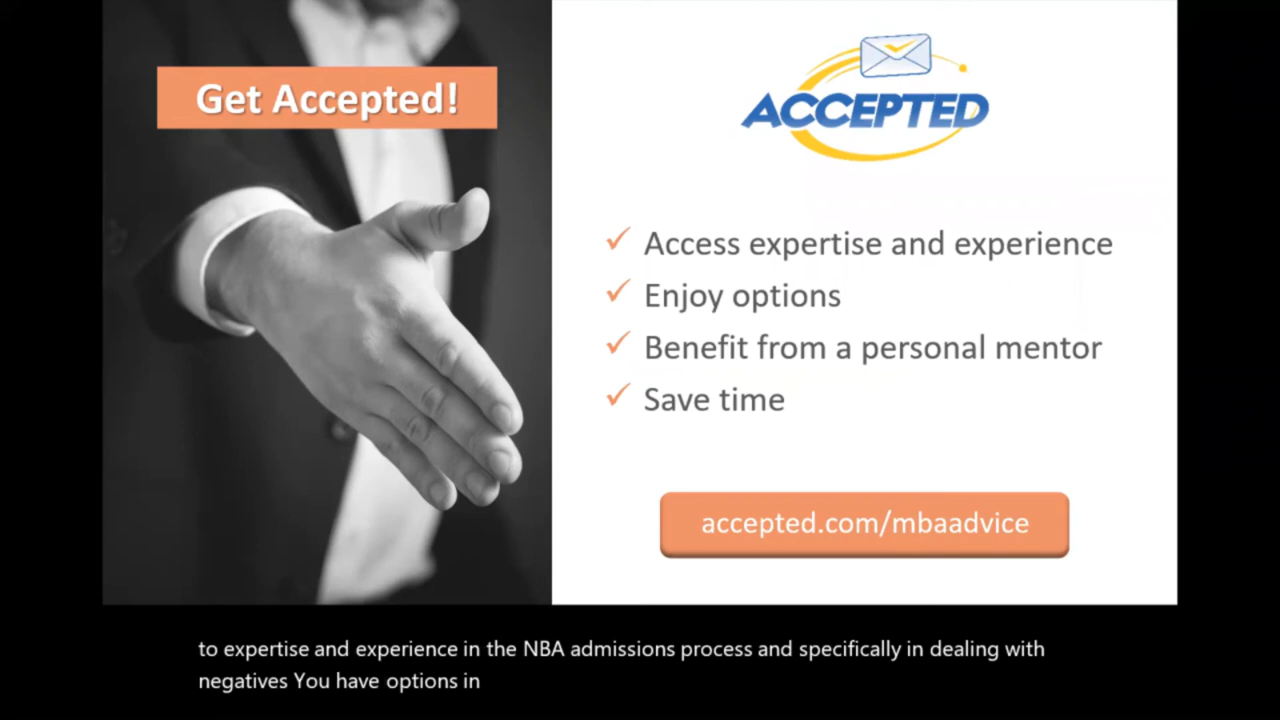 Get Accepted!
ACCEPTED
Access expertise and experience
Enjoy options
Benefit from a personal mentor
Save time
accepted.com/mbaadvice
to expertise and experience in the NBA admissions process and specifically in dealing with
negatives You have options in